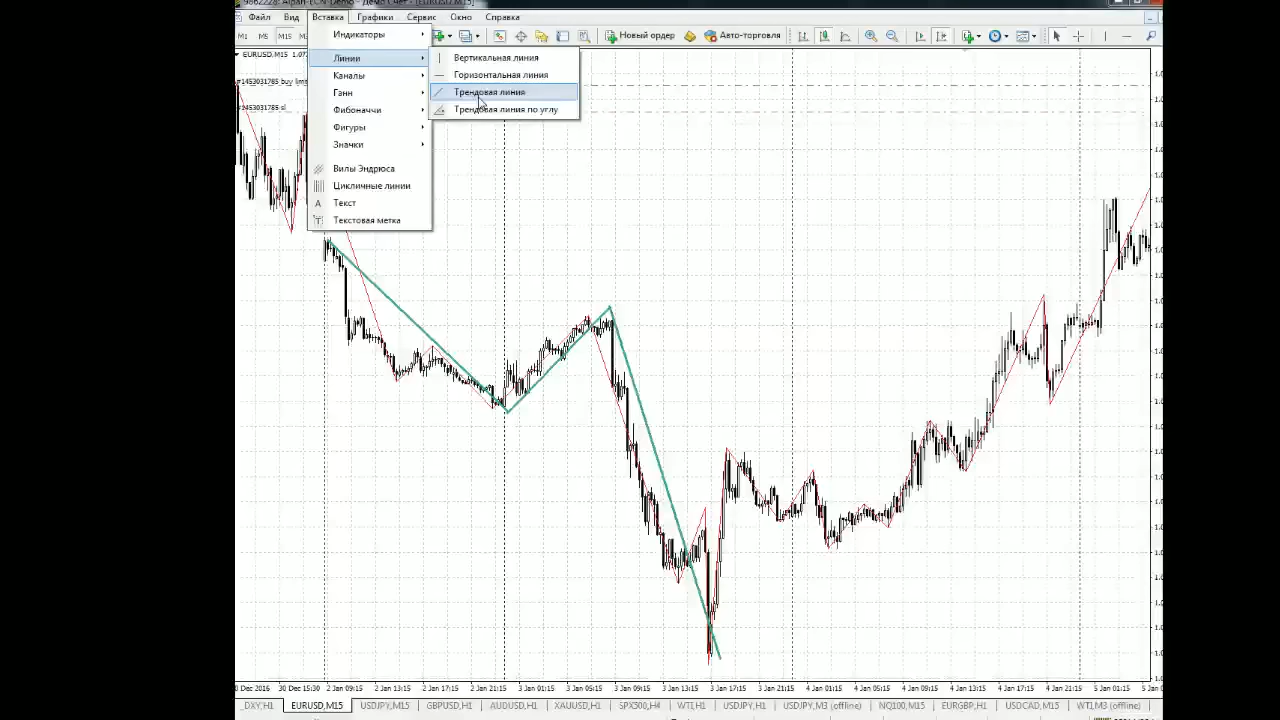 Файл Вид Вставка Графики Сервис Окно Справка
M1 M5 M15 Новый заказ Авто-торговля
EURUSD,M15
Индикаторы
Линии
Каналы
Ганн
Фибоначчи
Фигуры
Значки
Вилы Эндрюса
Цикличные линии
Текст
Текстовая метка
Вертикальная линия
Горизонтальная линия
Трендовая линия
Трендовая линия по углу
#1453031785 buy limit
#1453031785 sl
30 Dec 15:30 2 Jan 09:15 2 Jan 13:15 2 Jan 17:15 2 Jan 21:15 3 Jan 01:15 3 Jan 05:15 3 Jan 09:15 3 Jan 13:15 3 Jan 17:15 3 Jan 21:15 4 Jan 01:15 4 Jan 05:15 4 Jan 09:15 4 Jan 13:15 4 Jan 17:15 4 Jan 21:15 5 Jan 01:15
_DXY,H1 EURUSD,M15 USDJPY,M15 GBPUSD,H1 AUDUSD,H1 XAUUSD,H1 SPX500,H4 WTI,H1 USDJPY,H1 USDJPY,M3 (offline) NQ100,M15 EURGBP,H1 USDCAD,M15 WTI,M3 (offline)